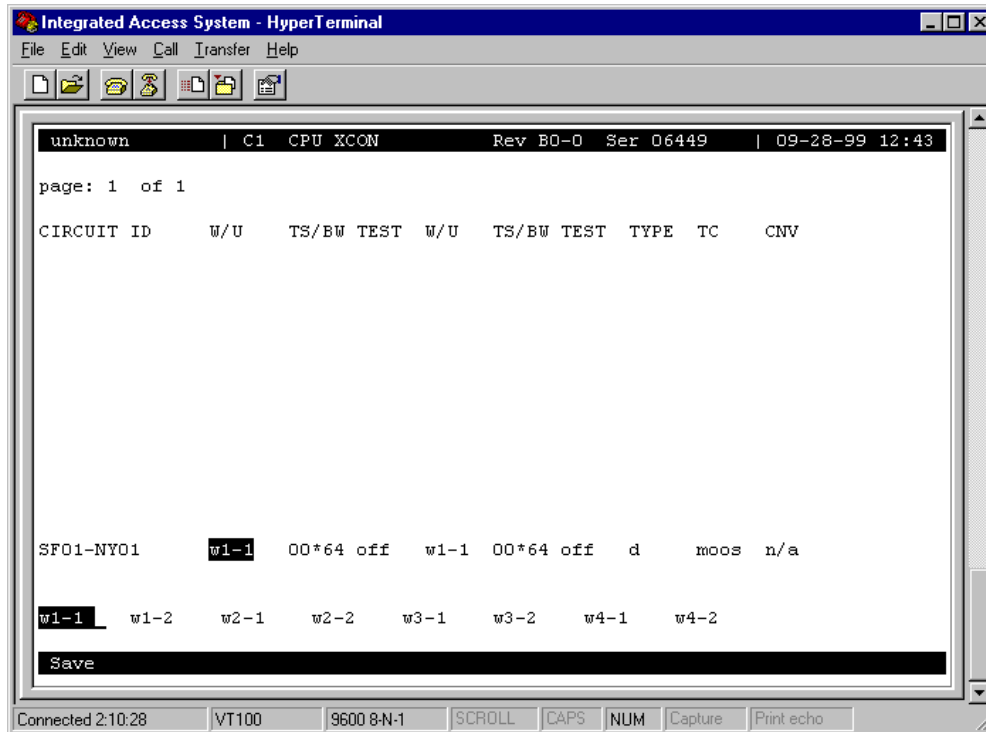 Integrated Access System - HyperTerminal
File Edit View Call Transfer Help
unknown | C1 CPU XCON Rev B0-0 Ser 06449 | 09-28-99 12:43
page: 1 of 1
CIRCUIT ID W/U TS/BW TEST W/U TS/BW TEST TYPE TC CNV
SF01-NY01 w1-1 00*64 off w1-1 00*64 off d moos n/a
w1-1 w1-2 w2-1 w2-2 w3-1 w3-2 w4-1 w4-2
Save
Connected 2:10:28 VT100 9600 8-N-1 SCROLL CAPS NUM Capture Print echo